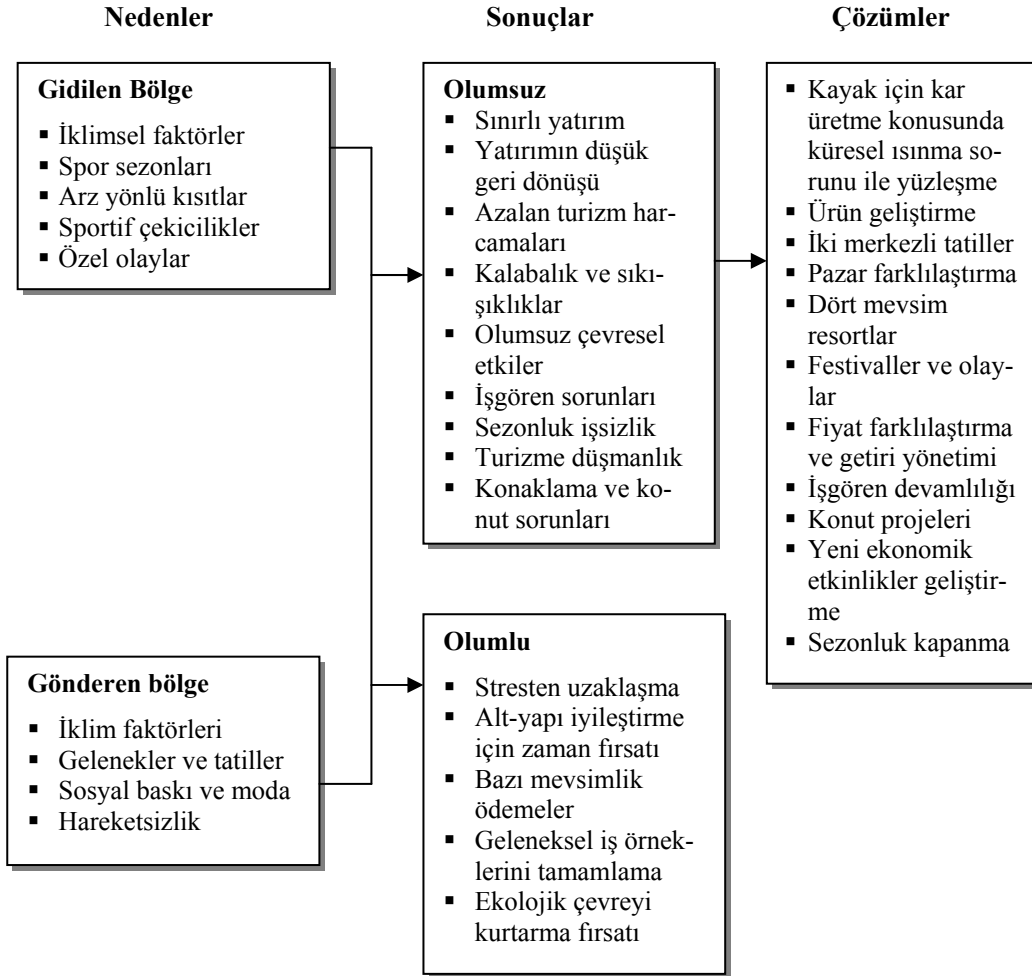 Nedenler
Sonuçlar
Çözümler
Gidilen Bölge
▪ İklimsel faktörler
▪ Spor sezonları
▪ Arz yönlü kısıtlar
▪ Sportif çekicilikler
▪ Özel olaylar
Gönderen bölge
▪ İklim faktörleri
▪ Gelenekler ve tatiller
▪ Sosyal baskı ve moda
▪ Hareketsizlik
Olumsuz
▪ Sınırlı yatırım
▪ Yatırımın düşük
geri dönüşü
▪ Azalan turizm har-
camaları
▪ Kalabalık ve sıkı-
şıklıklar
▪ Olumsuz çevresel
etkiler
▪ İşgören sorunları
▪ Sezonluk işsizlik
▪ Turizme düşmanlık
▪ Konaklama ve ko-
nut sorunları
Olumlu
▪ Stresten uzaklaşma
▪ Alt-yapı iyileştirme
için zaman fırsatı
▪ Bazı mevsimlik
ödemeler
▪ Geleneksel iş örnek-
lerini tamamlama
▪ Ekolojik çevreyi
kurtarma fırsatı
▪ Kayak için kar
üretme konusunda
küresel ısınma so-
runu ile yüzleşme
▪ Ürün geliştirme
▪ İki merkezli tatiller
▪ Pazar farklılaştırma
▪ Dört mevsim
resortlar
▪ Festivaller ve olay-
lar
▪ Fiyat farklılaştırma
ve getiri yönetimi
▪ İşgören devamlılığı
▪ Konut projeleri
▪ Yeni ekonomik
etkinlikler geliştir-
me
▪ Sezonluk kapanma